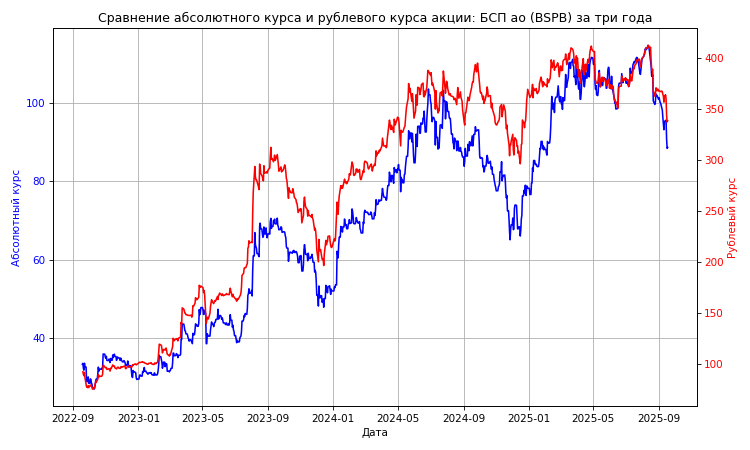 Сравнение абсолютного курса и рублевого курса акции: БСП ао (BSPB) за три года
Абсолютный курс
100
80
60
40
400
350
300
250
200
150
100
Рублевый курс
2022-09 2023-01 2023-05 2023-09 2024-01 2024-05 2024-09 2025-01 2025-05 2025-09
Дата